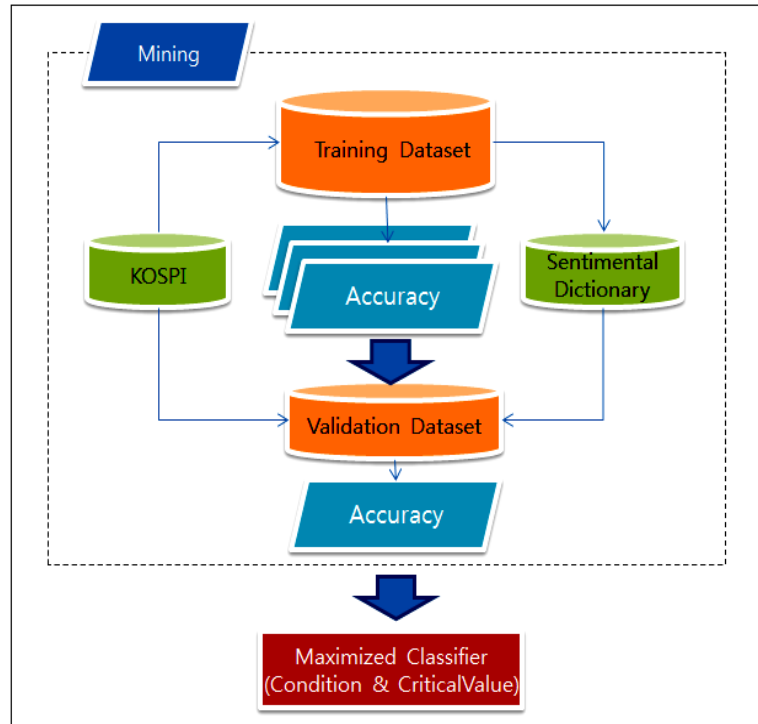 Mining
Training Dataset
KOSPI
Accuracy
Sentimental
Dictionary
Validation Dataset
Accuracy
Maximized Classifier
(Condition & CriticalValue)